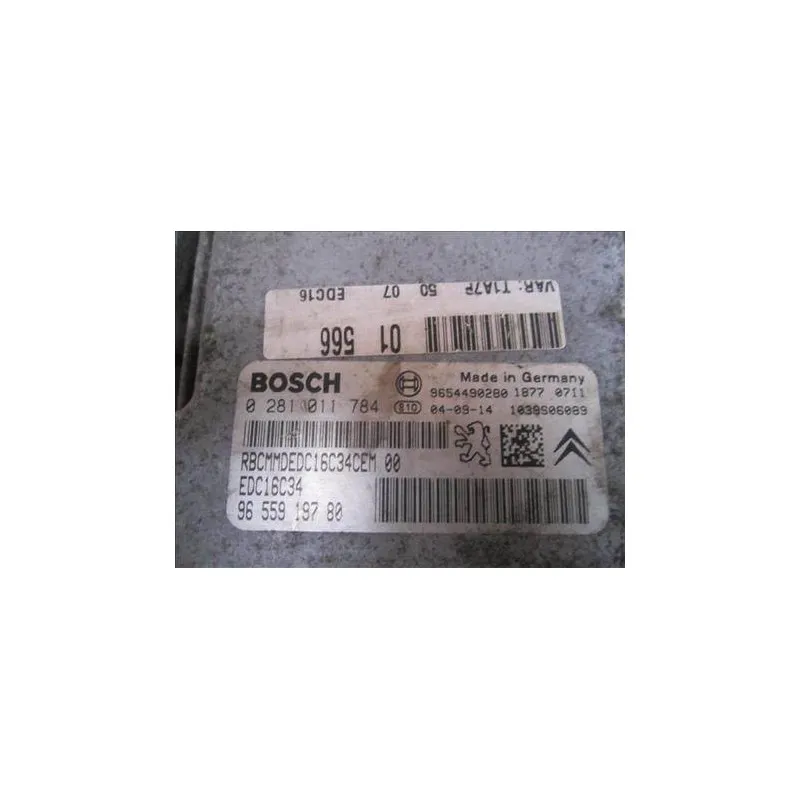 VAR: T1A7P 50 07 EDC16
01 566
BOSCH
Made in Germany
0 281 011 784
9654490280 1877 0711
810 04-09-14 1039S06089
RBCMMDEDC16C34CEM 00
EDC16C34
96 559 197 80